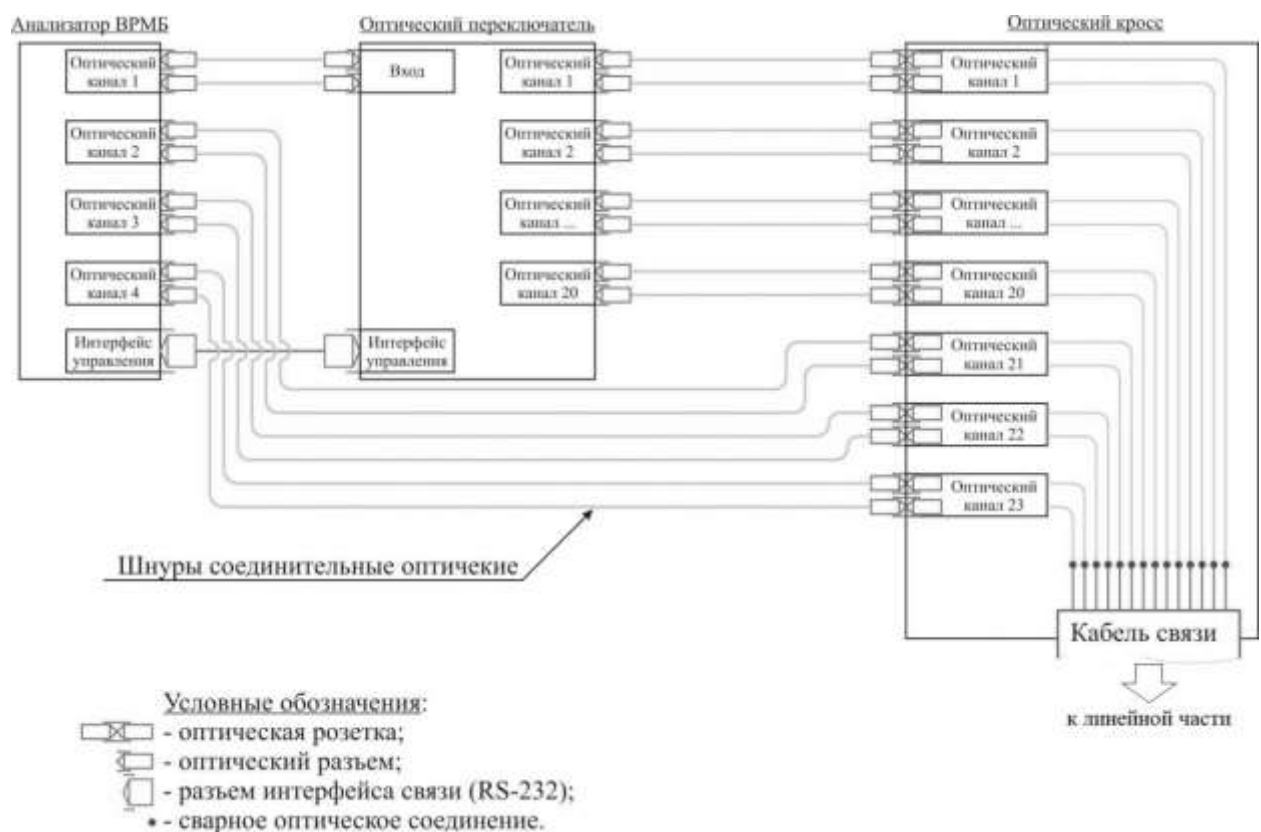 Анализатор ВРМБ
Оптический переключатель
Оптический кросс
Оптический
канал 1
Оптический
канал 2
Оптический
канал 3
Оптический
канал 4
Интерфейс
управления
Вход
Интерфейс
управления
Оптический
канал 1
Оптический
канал 2
Оптический
канал ...
Оптический
канал 20
Оптический
канал 1
Оптический
канал 2
Оптический
канал ...
Оптический
канал 20
Оптический
канал 21
Оптический
канал 22
Оптический
канал 23
Шнуры соединительные оптичекие
Кабель связи
к линейной части
Условные обозначения:
- оптическая розетка;
- оптический разъем;
- разъем интерфейса связи (RS-232);
- сварное оптическое соединение.